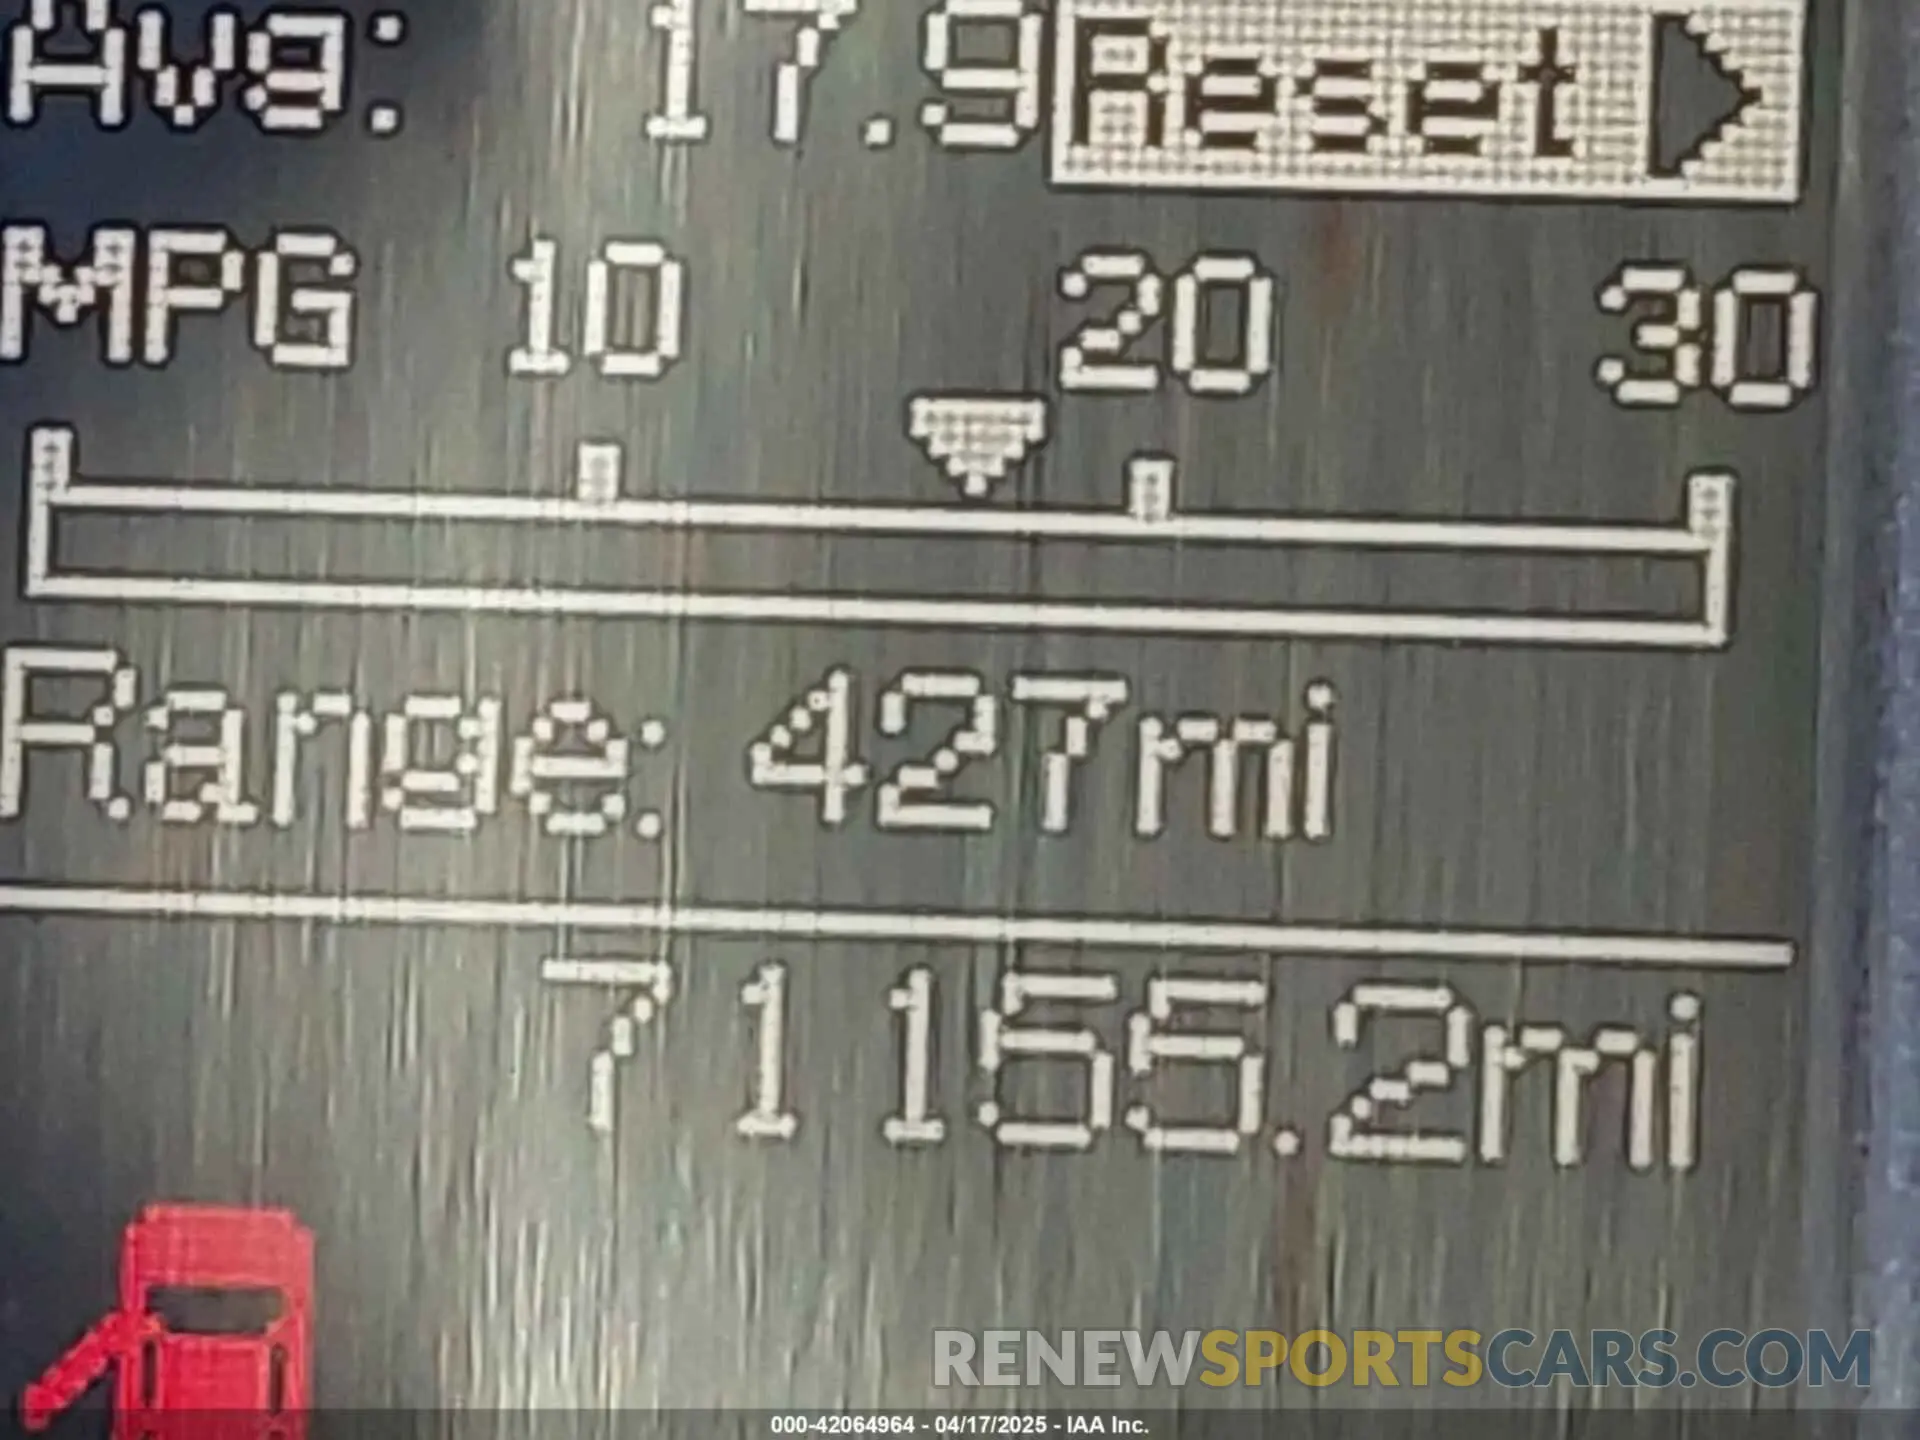 Avg: 17.9 Reset
MPG 10 20 30
Range: 427mi
71155.2mi
RENEWSPORTSCARS.COM
000-42064964 - 04/17/2025 - IAA Inc.